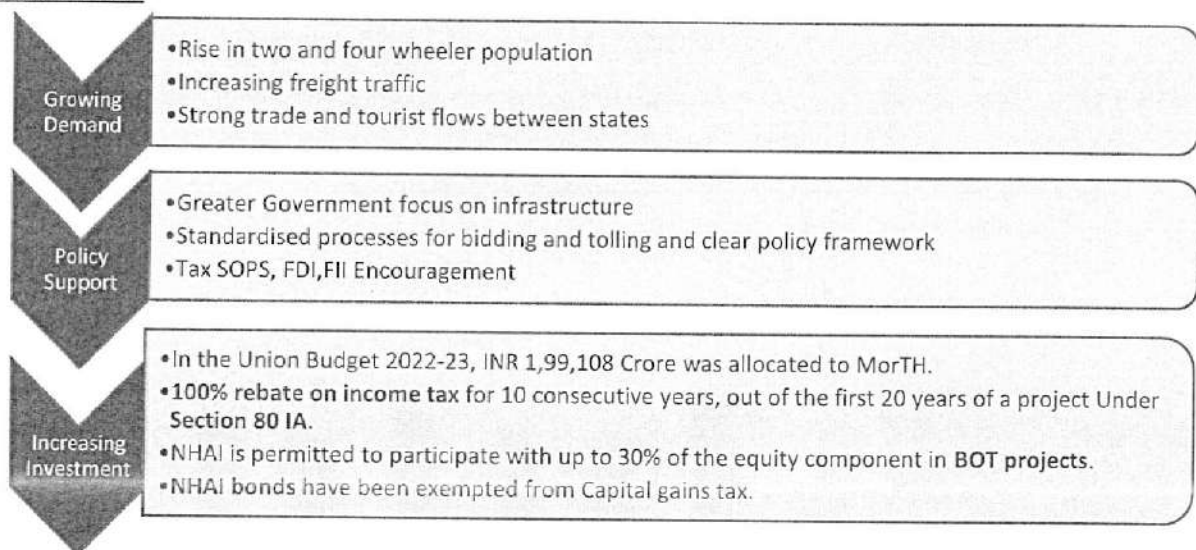 Growing
Demand
•Rise in two and four wheeler population
•Increasing freight traffic
•Strong trade and tourist flows between states
Policy
Support
•Greater Government focus on infrastructure
•Standardised processes for bidding and tolling and clear policy framework
•Tax SOPS, FDI,FII Encouragement
Increasing
Investment
•In the Union Budget 2022-23, INR 1,99,108 Crore was allocated to MorTH.
•100% rebate on income tax for 10 consecutive years, out of the first 20 years of a project Under
Section 80 IA.
•NHAI is permitted to participate with up to 30% of the equity component in BOT projects.
•NHAI bonds have been exempted from Capital gains tax.